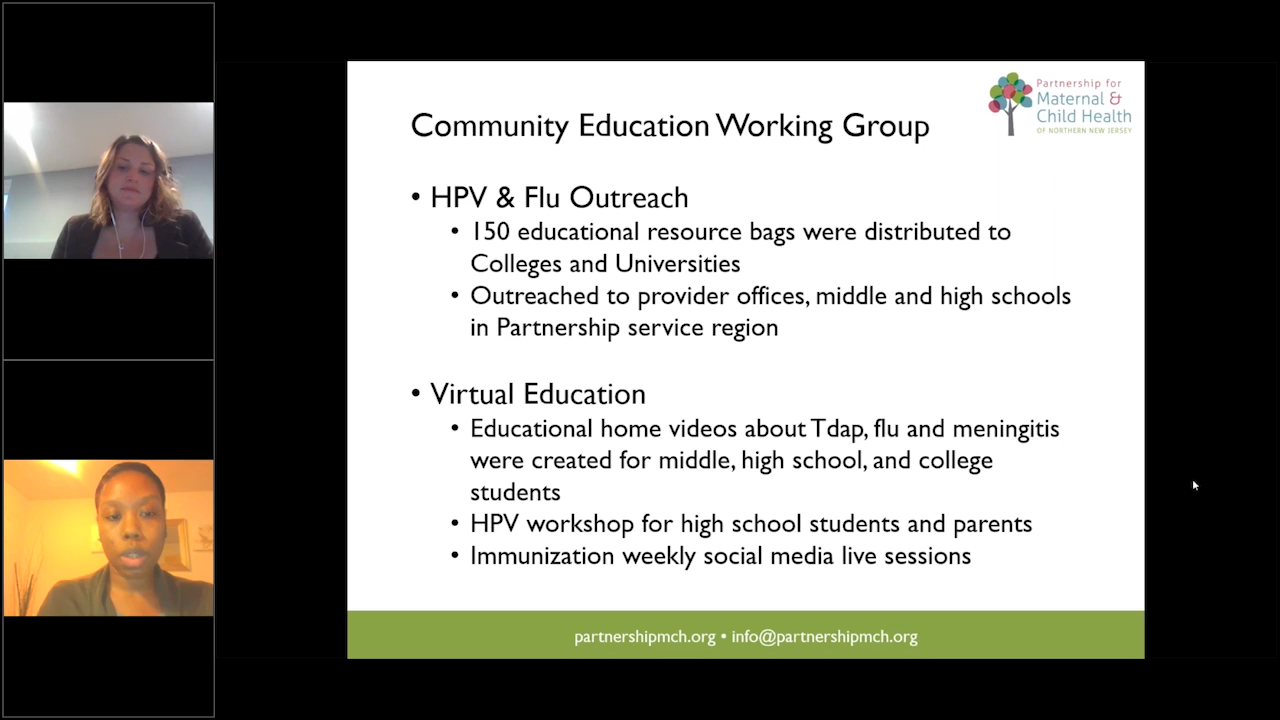 Partnership for
Maternal &
Child Health
OF NORTHERN NEW JERSEY
Community Education Working Group
• HPV & Flu Outreach
• 150 educational resource bags were distributed to
Colleges and Universities
• Outreached to provider offices, middle and high schools
in Partnership service region
• Virtual Education
• Educational home videos about Tdap, flu and meningitis
were created for middle, high school, and college
students
• HPV workshop for high school students and parents
• Immunization weekly social media live sessions
partnershipmch.org • info@partnershipmch.org